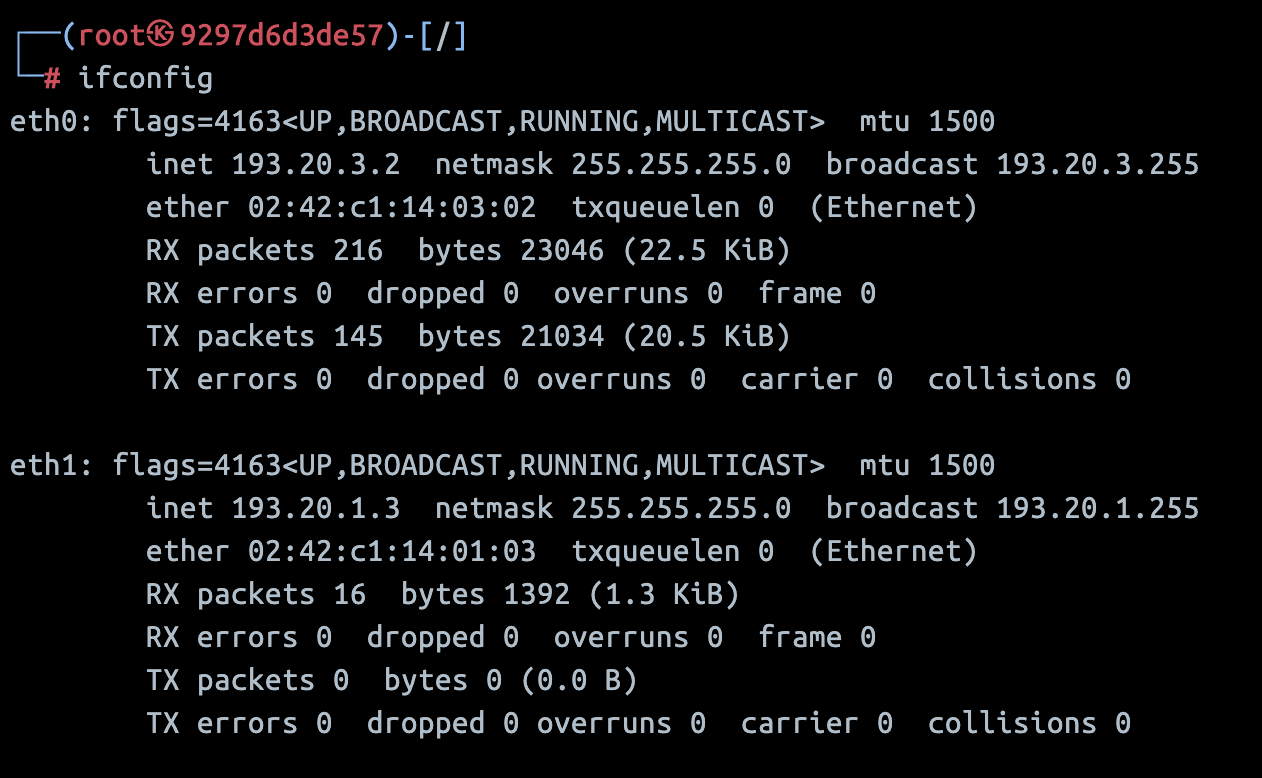 ┌──(root㉿9297d6d3de57)-[/]
└─# ifconfig
eth0: flags=4163<UP,BROADCAST,RUNNING,MULTICAST>  mtu 1500
        inet 193.20.3.2  netmask 255.255.255.0  broadcast 193.20.3.255
        ether 02:42:c1:14:03:02  txqueuelen 0  (Ethernet)
        RX packets 216  bytes 23046 (22.5 KiB)
        RX errors 0  dropped 0  overruns 0  frame 0
        TX packets 145  bytes 21034 (20.5 KiB)
        TX errors 0  dropped 0 overruns 0  carrier 0  collisions 0

eth1: flags=4163<UP,BROADCAST,RUNNING,MULTICAST>  mtu 1500
        inet 193.20.1.3  netmask 255.255.255.0  broadcast 193.20.1.255
        ether 02:42:c1:14:01:03  txqueuelen 0  (Ethernet)
        RX packets 16  bytes 1392 (1.3 KiB)
        RX errors 0  dropped 0  overruns 0  frame 0
        TX packets 0  bytes 0 (0.0 B)
        TX errors 0  dropped 0 overruns 0  carrier 0  collisions 0